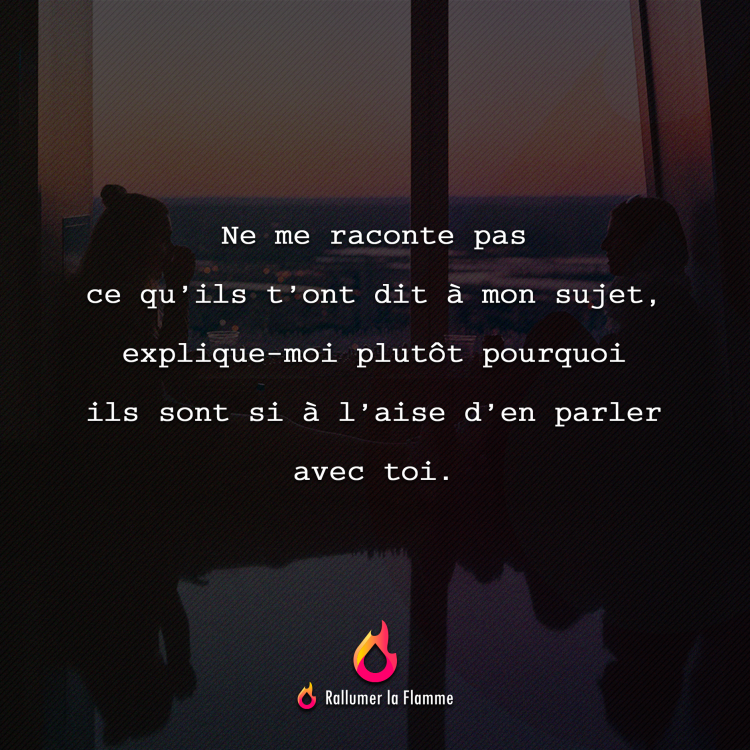 Ne me raconte pas
ce qu’ils t’ont dit à mon sujet,
explique-moi plutôt pourquoi
ils sont si à l’aise d’en parler
avec toi.
Rallumer la Flamme